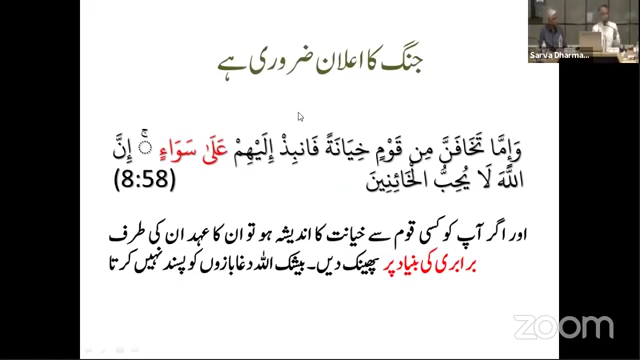 جنگ کا اعلان ضروری ہے
وَإِمَّا تَخَافَنَّ مِن قَوْمٍ خِيَانَةً فَانبِذْ إِلَيْهِمْ عَلَىٰ سَوَاءٍ ۚ إِنَّ
اللَّهَ لَا يُحِبُّ الْخَائِنِينَ (8:58)
اور اگر آپ کو کسی قوم سے خیانت کا اندیشہ ہو تو ان کا عہد ان کی طرف
برابری کی بنیاد پر پھینک دیں۔ بیشک اللہ دغابازوں کو پسند نہیں کرتا
Sarva Dharma...
zoom